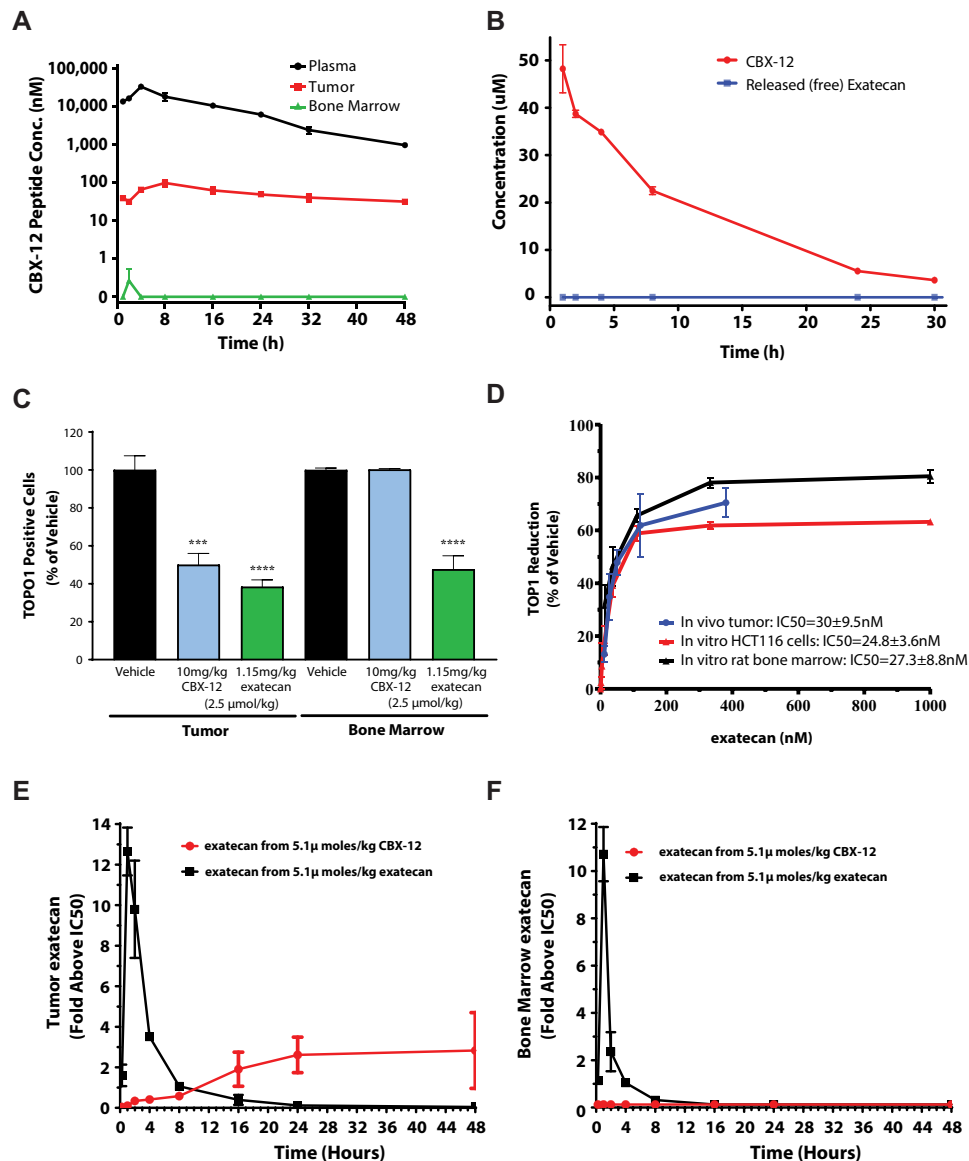 A
CBX-12 Peptide Conc. (nM)
100,000
10,000
1,000
100
10
1
0
Plasma
Tumor
Bone Marrow
0 8 16 24 32 40 48
Time (h)
B
Concentration (uM)
60
50
40
30
20
10
0
CBX-12
Released (free) Exatecan
0 5 10 15 20 25 30
Time (h)
C
TOPO1 Positive Cells
(% of Vehicle)
120
100
80
60
40
20
0
***
****
****
Vehicle 10mg/kg 1.15mg/kg Vehicle 10mg/kg 1.15mg/kg
CBX-12 exatecan CBX-12 exatecan
(2.5 μmol/kg) (2.5 μmol/kg)
Tumor Bone Marrow
D
TOP1 Reduction
(% of Vehicle)
100
80
60
40
20
0
In vivo tumor: IC50=30±9.5nM
In vitro HCT116 cells: IC50=24.8±3.6nM
In vitro rat bone marrow: IC50=27.3±8.8nM
0 200 400 600 800 1000
exatecan (nM)
E
Tumor exatecan
(Fold Above IC50)
14
12
10
8
6
4
2
0
exatecan from 5.1μ moles/kg CBX-12
exatecan from 5.1μ moles/kg exatecan
0 4 8 12 16 20 24 28 32 36 40 44 48
Time (Hours)
F
Bone Marrow exatecan
(Fold Above IC50)
12
10
8
6
4
2
0
exatecan from 5.1μ moles/kg CBX-12
exatecan from 5.1μ moles/kg exatecan
0 4 8 12 16 20 24 28 32 36 40 44 48
Time (Hours)